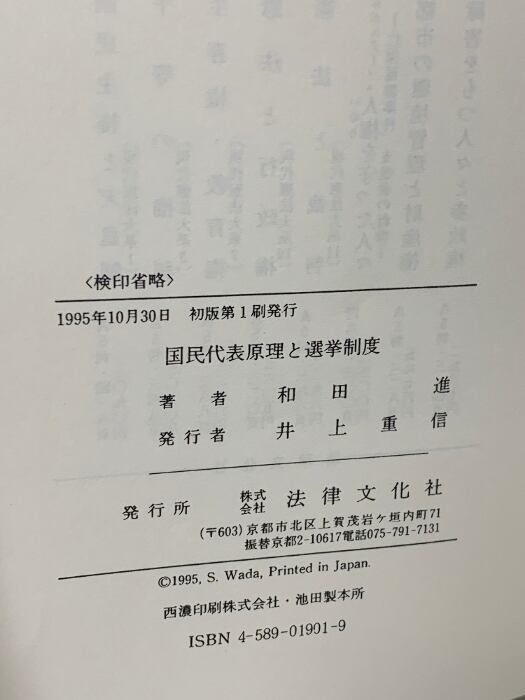 〈検印省略〉
1995年10月30日 初版第1刷発行
国民代表原理と選挙制度
著者 和田 進
発行者 井上重信
発行所 株式会社 法律文化社
(〒603)京都市北区上賀茂岩ケ垣内町71
振替京都2-10617電話075-791-7131
©1995, S. Wada, Printed in Japan.
西濃印刷株式会社・池田製本所
ISBN 4-589-01901-9